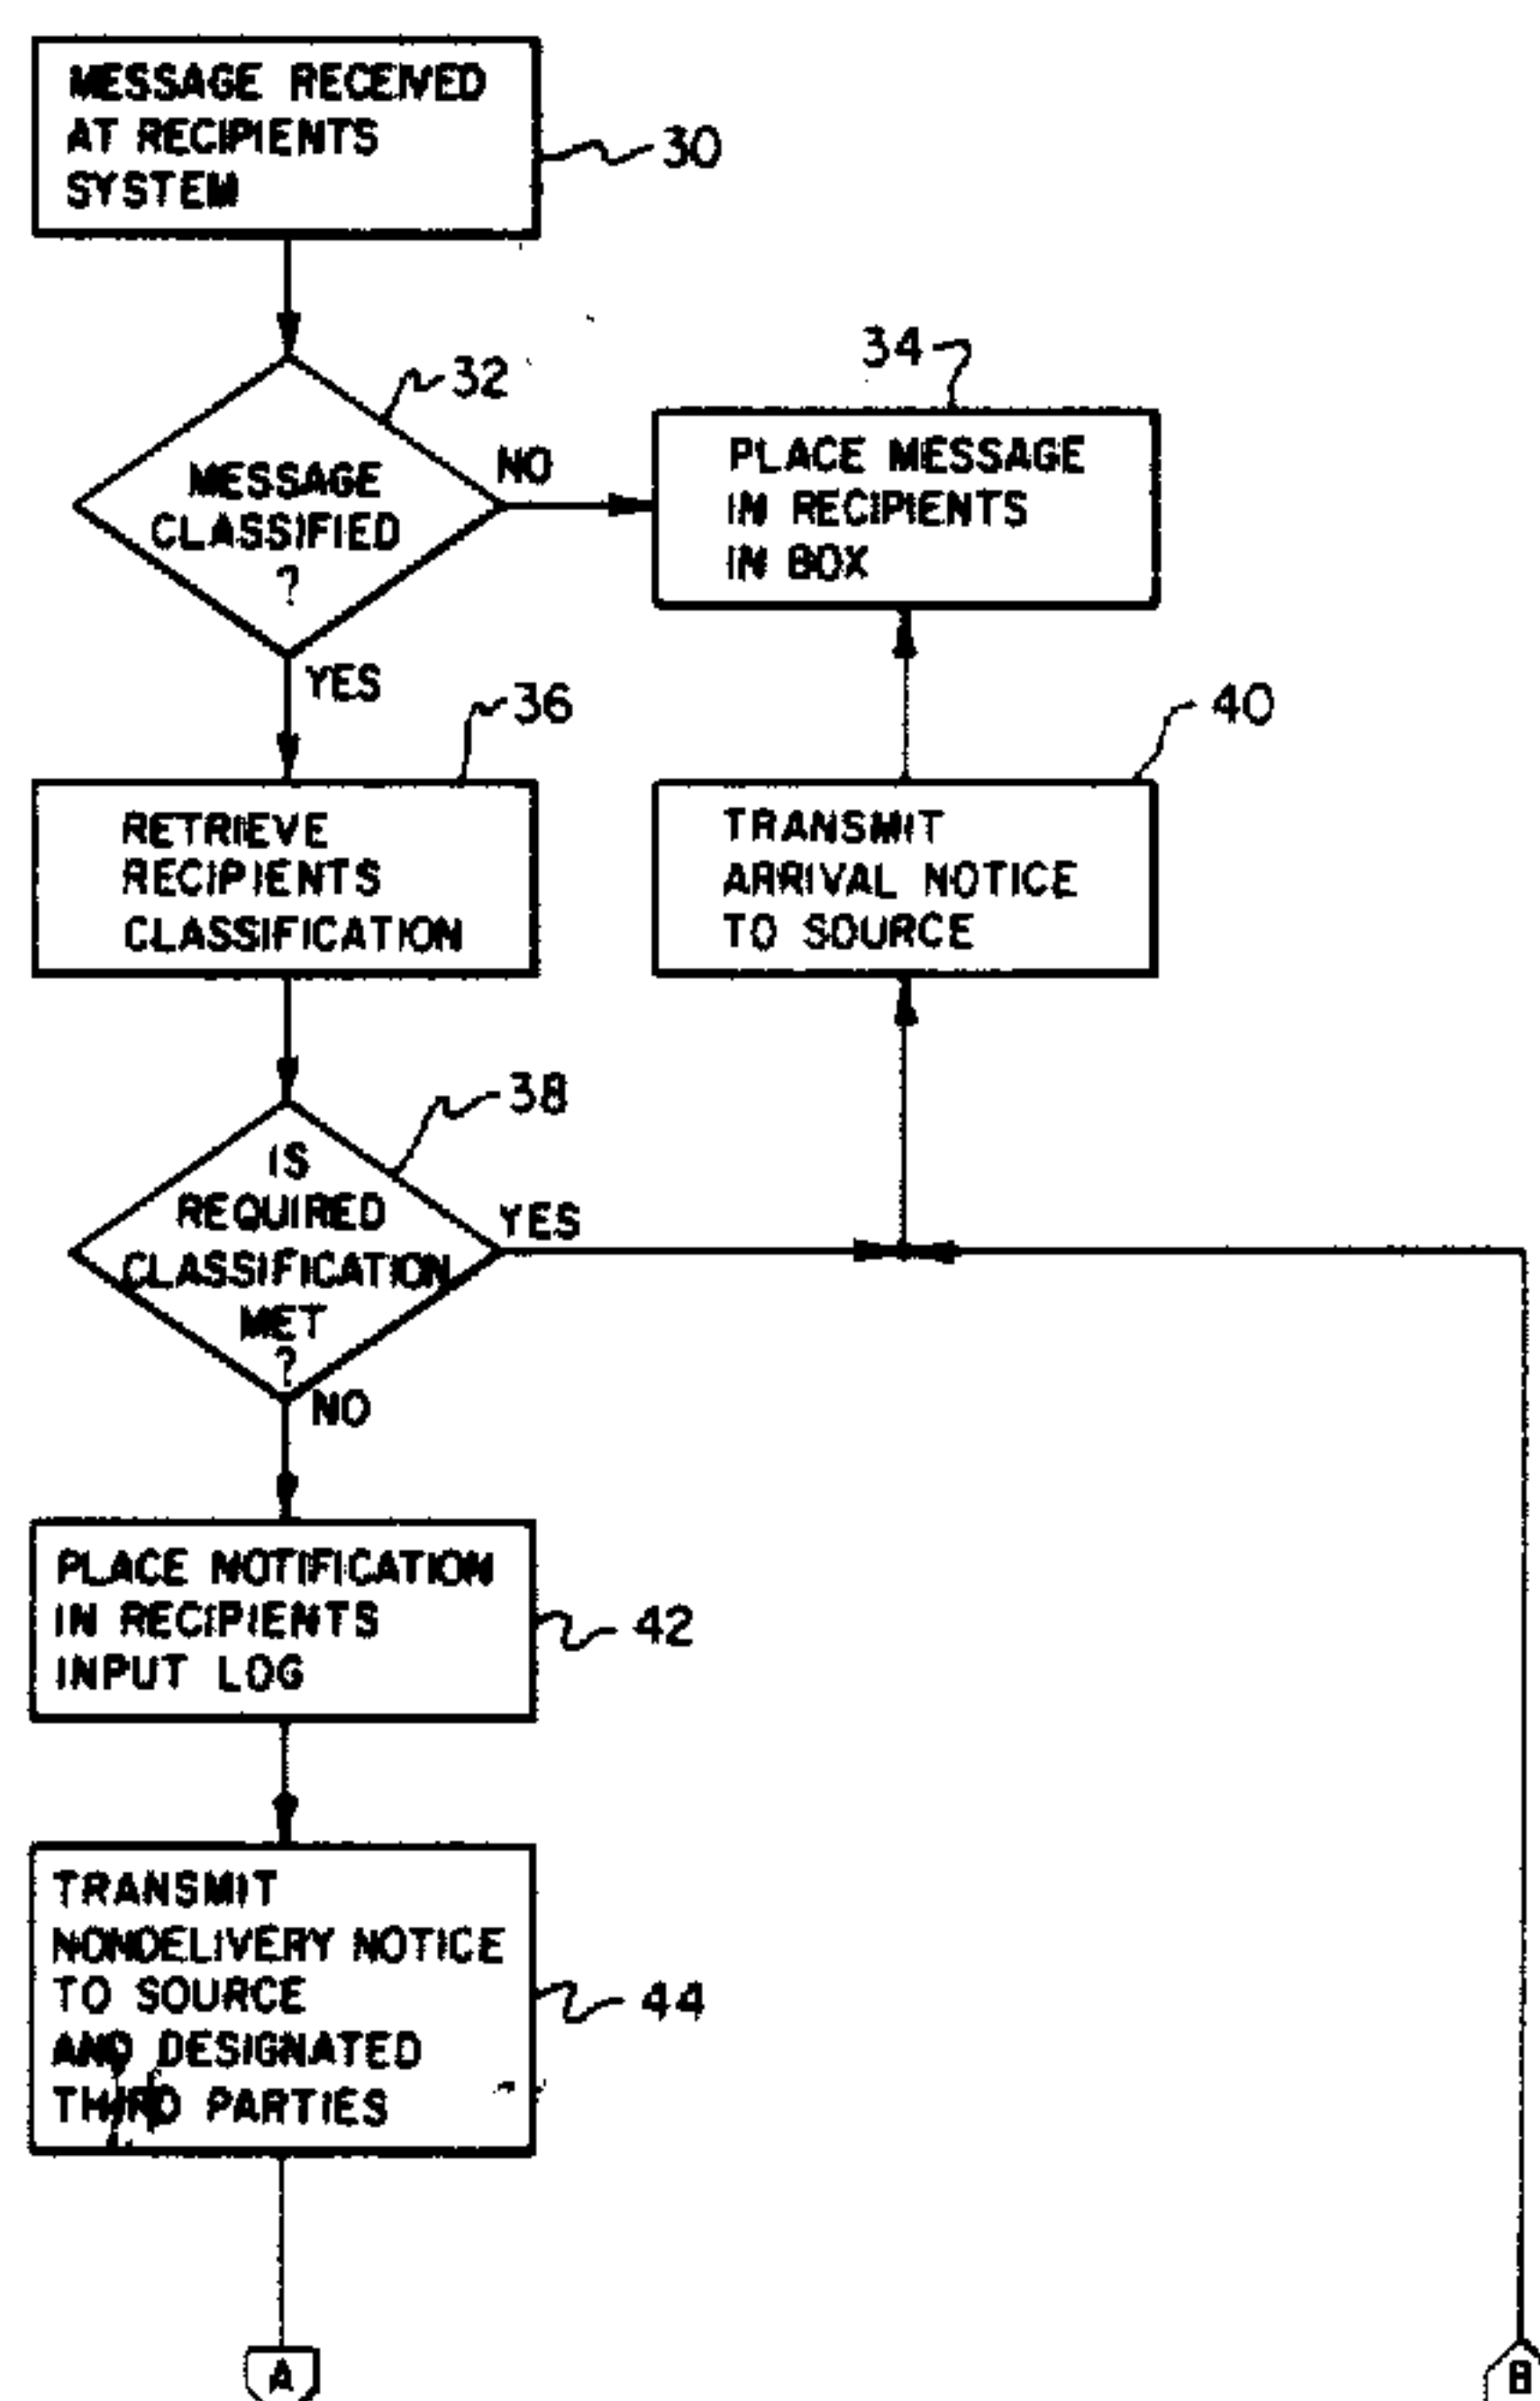 MESSAGE RECEIVED
AT RECIPIENTS
SYSTEM
30
32
MESSAGE
CLASSIFIED
?
NO
YES
34
PLACE MESSAGE
IN RECIPIENTS
IN BOX
36
RETRIEVE
RECIPIENTS
CLASSIFICATION
40
TRANSMIT
ARRIVAL NOTICE
TO SOURCE
38
IS
REQUIRED
CLASSIFICATION
MET
?
YES
NO
PLACE NOTIFICATION
IN RECIPIENTS
INPUT LOG
42
TRANSMIT
NONDELIVERY NOTICE
TO SOURCE
AND DESIGNATED
THIRD PARTIES
44
A
B